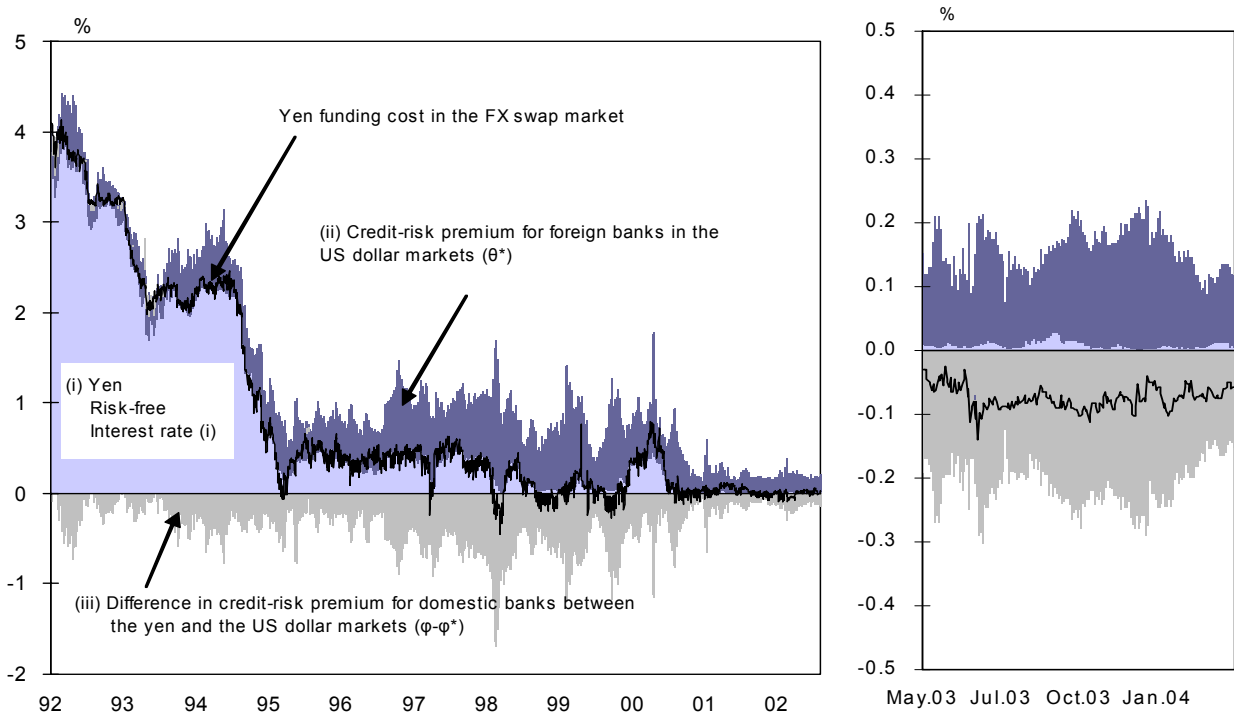 %
5
4
3
2
1
0
-1
-2
Yen funding cost in the FX swap market
(ii) Credit-risk premium for foreign banks in the
US dollar markets (θ*)
(i) Yen
Risk-free
Interest rate (i)
(iii) Difference in credit-risk premium for domestic banks between
the yen and the US dollar markets (φ-φ*)
92 93 94 95 96 97 98 99 00 01 02
%
0.5
0.4
0.3
0.2
0.1
0.0
-0.1
-0.2
-0.3
-0.4
-0.5
May.03 Jul.03 Oct.03 Jan.04